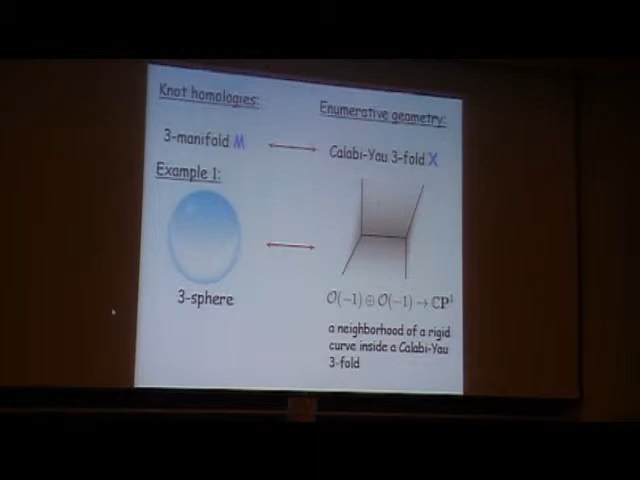 Knot homologies:
Enumerative geometry:
3-manifold M
Calabi-Yau 3-fold X
Example 1:
3-sphere
O(-1) ⊕ O(-1) → CP¹
a neighborhood of a rigid
curve inside a Calabi-Yau
3-fold